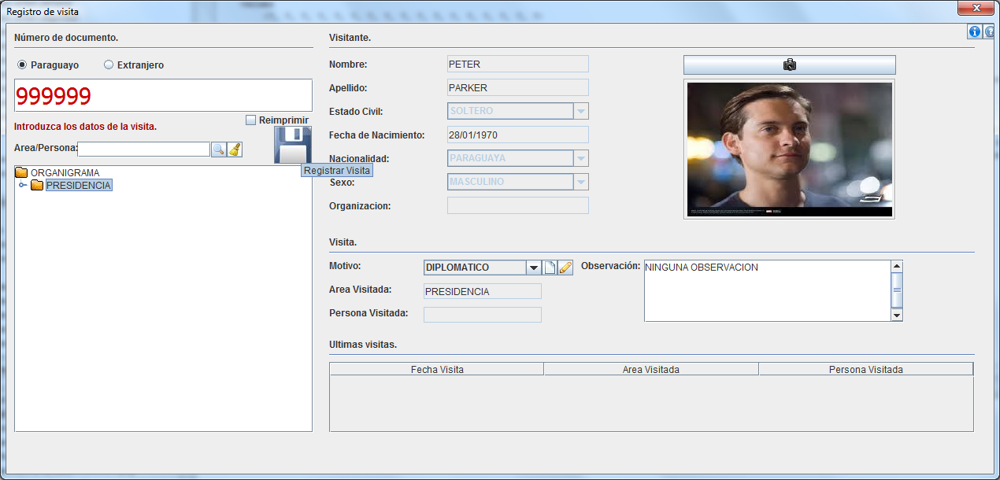 Registro de visita
Número de documento.
Paraguayo
Extranjero
999999
Introduzca los datos de la visita.
Reimprimir
Area/Persona:
Registrar Visita
ORGANIGRAMA
PRESIDENCIA
Visitante.
Nombre: PETER
Apellido: PARKER
Estado Civil: SOLTERO
Fecha de Nacimiento: 28/01/1970
Nacionalidad: PARAGUAYA
Sexo: MASCULINO
Organizacion:
Visita.
Motivo: DIPLOMATICO
Observación: NINGUNA OBSERVACION
Area Visitada: PRESIDENCIA
Persona Visitada:
Ultimas visitas.
Fecha Visita Area Visitada Persona Visitada